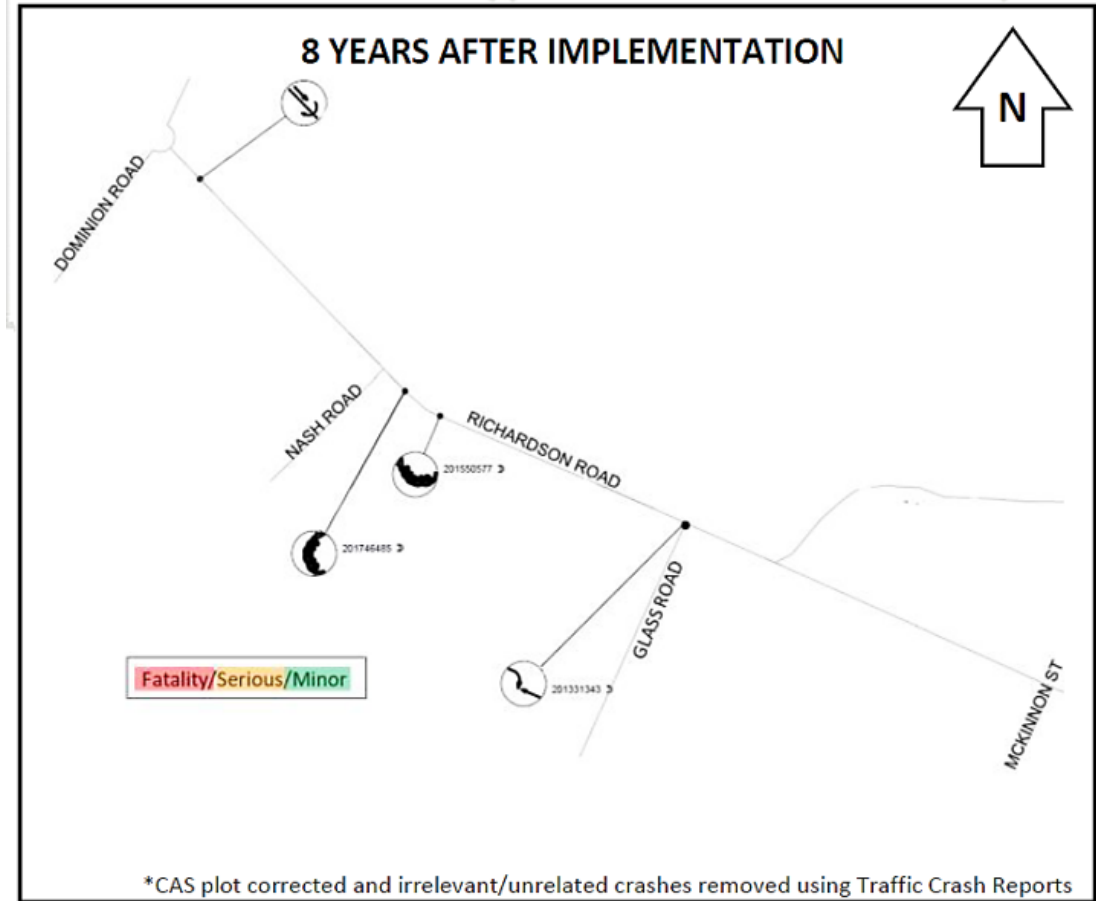 8 YEARS AFTER IMPLEMENTATION
N
DOMINION ROAD
NASH ROAD
RICHARDSON ROAD
201550577
201746485
GLASS ROAD
201331343
Fatality/Serious/Minor
MCKINNON ST
*CAS plot corrected and irrelevant/unrelated crashes removed using Traffic Crash Reports